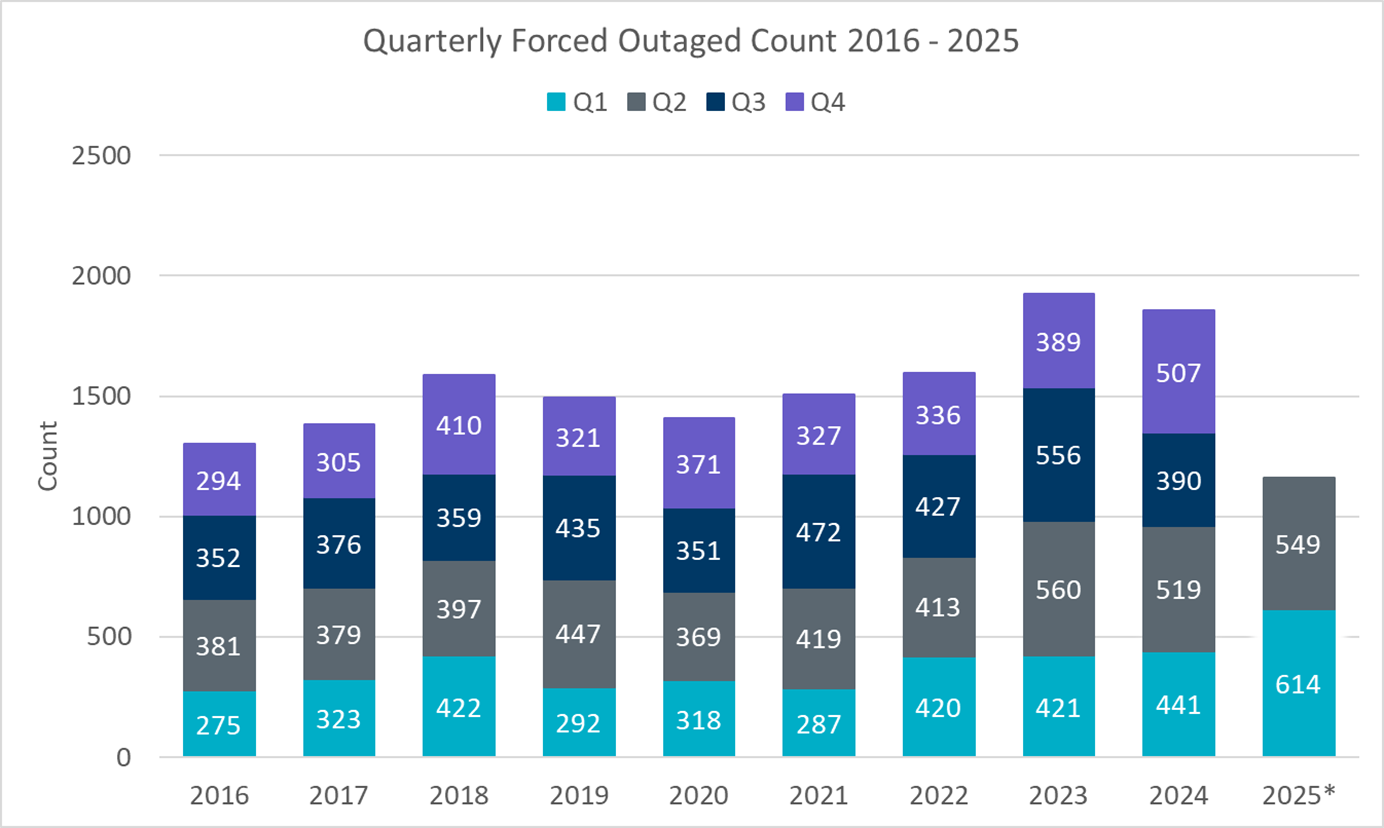 Quarterly Forced Outaged Count 2016 - 2025
Q1 Q2 Q3 Q4
2500
2000
1500
1000
500
0
Count
294 305 410 321 371 327 336 389 507
352 376 359 435 351 472 427 556 390
381 379 397 447 369 419 413 560 519 549
275 323 422 292 318 287 420 421 441 614
2016 2017 2018 2019 2020 2021 2022 2023 2024 2025*